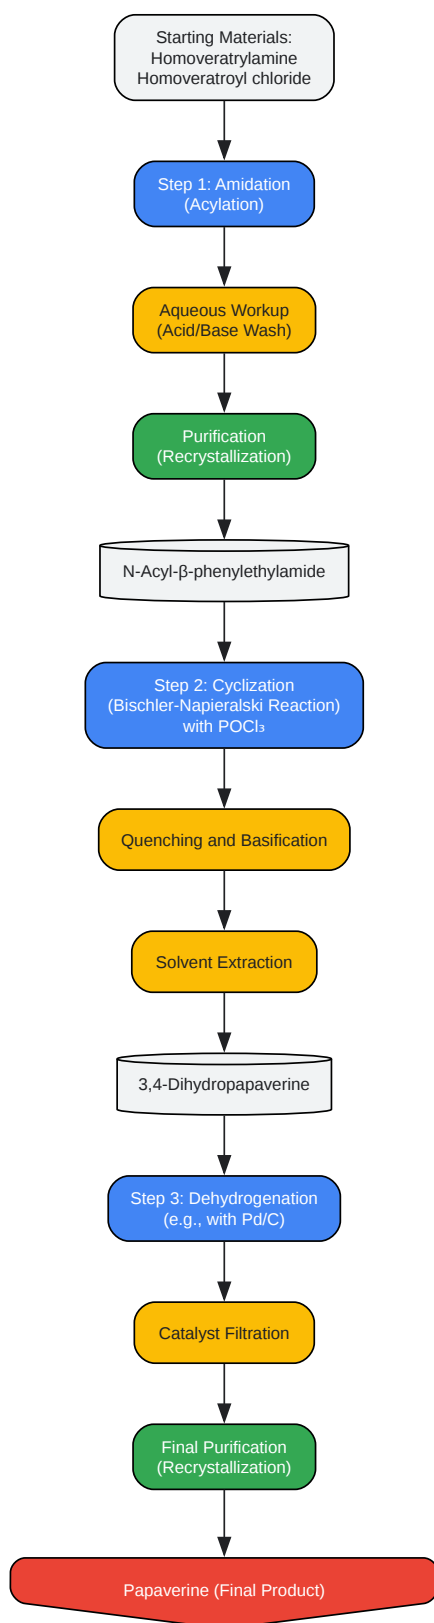 Starting Materials:
Homoveratrylamine
Homoveratroyl chloride
Step 1: Amidation
(Acylation)
Aqueous Workup
(Acid/Base Wash)
Purification
(Recrystallization)
N-Acyl-β-phenylethylamide
Step 2: Cyclization
(Bischler-Napieralski Reaction)
with POCl₃
Quenching and Basification
Solvent Extraction
3,4-Dihydropapaverine
Step 3: Dehydrogenation
(e.g., with Pd/C)
Catalyst Filtration
Final Purification
(Recrystallization)
Papaverine (Final Product)